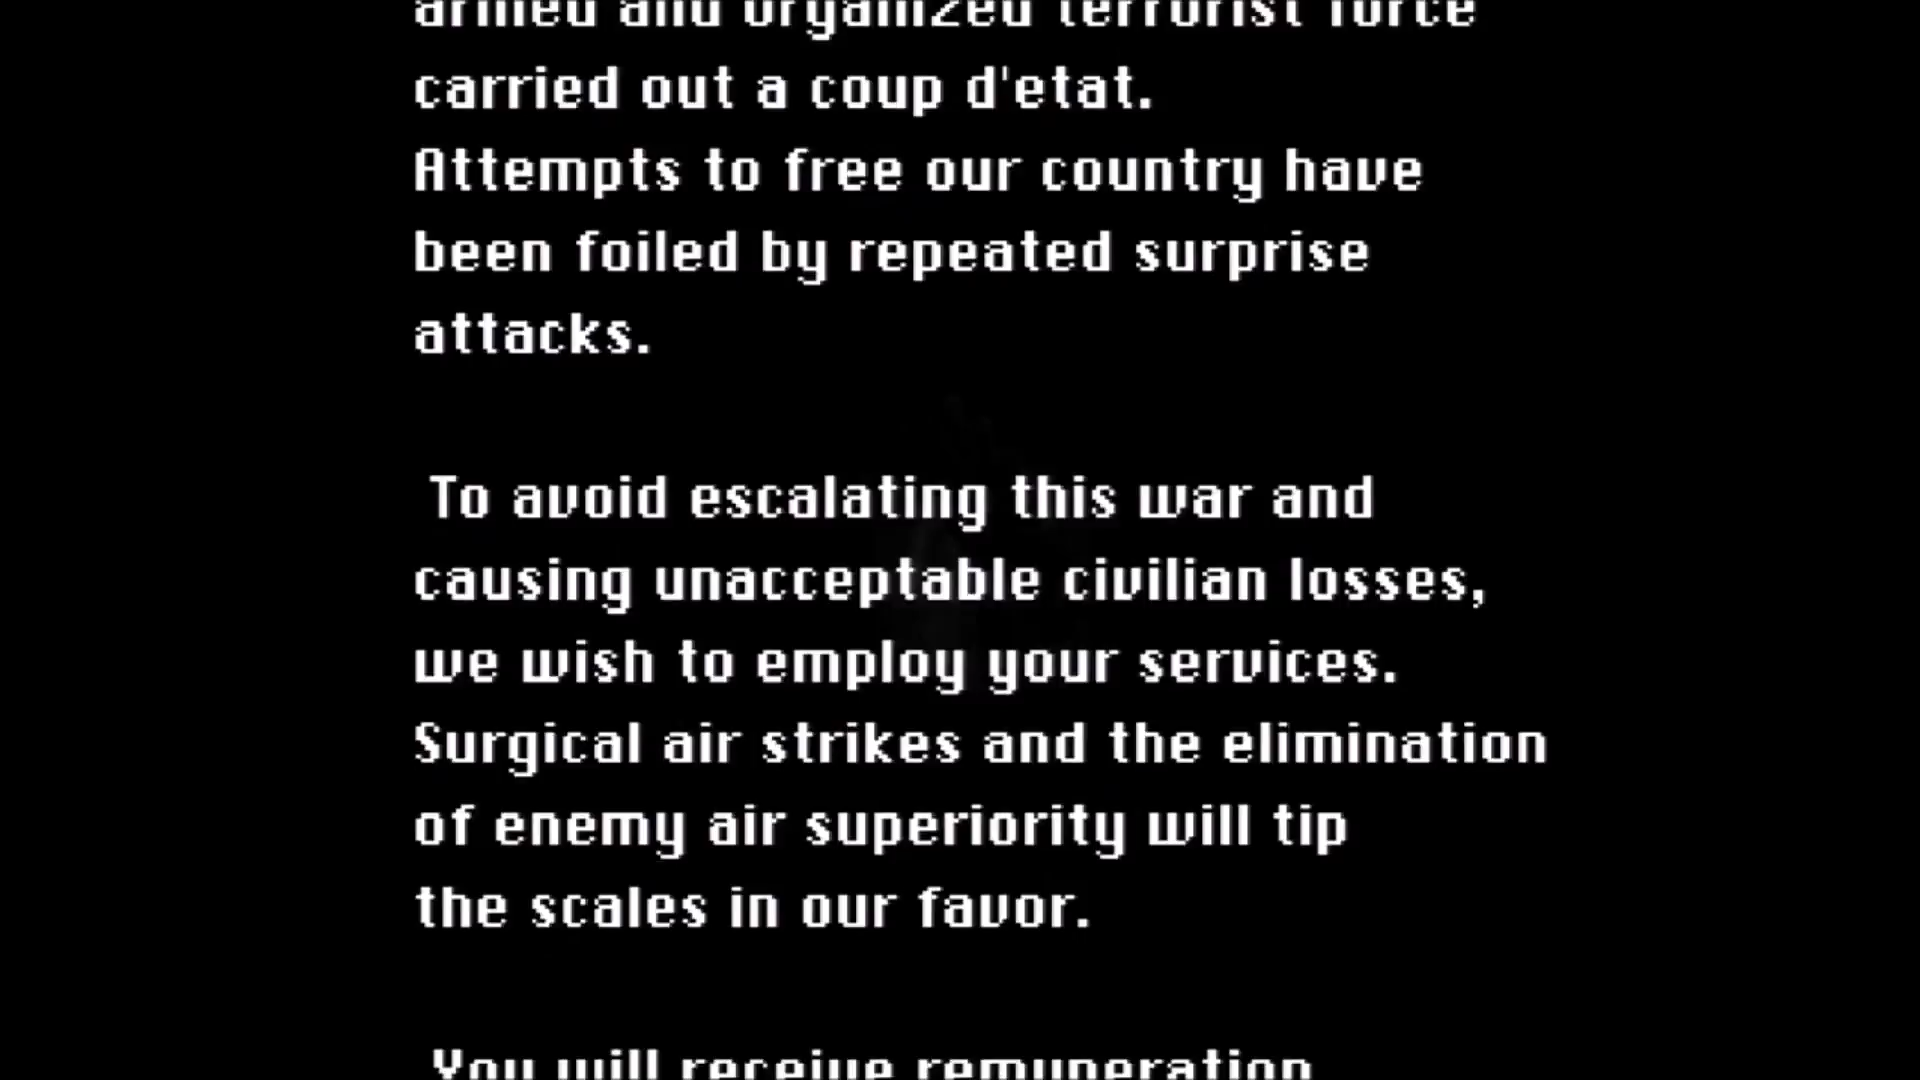 armed and organized terrorist force
carried out a coup d'etat.
Attempts to free our country have
been foiled by repeated surprise
attacks.
To avoid escalating this war and
causing unacceptable civilian losses,
we wish to employ your services.
Surgical air strikes and the elimination
of enemy air superiority will tip
the scales in our favor.
You will receive remuneration